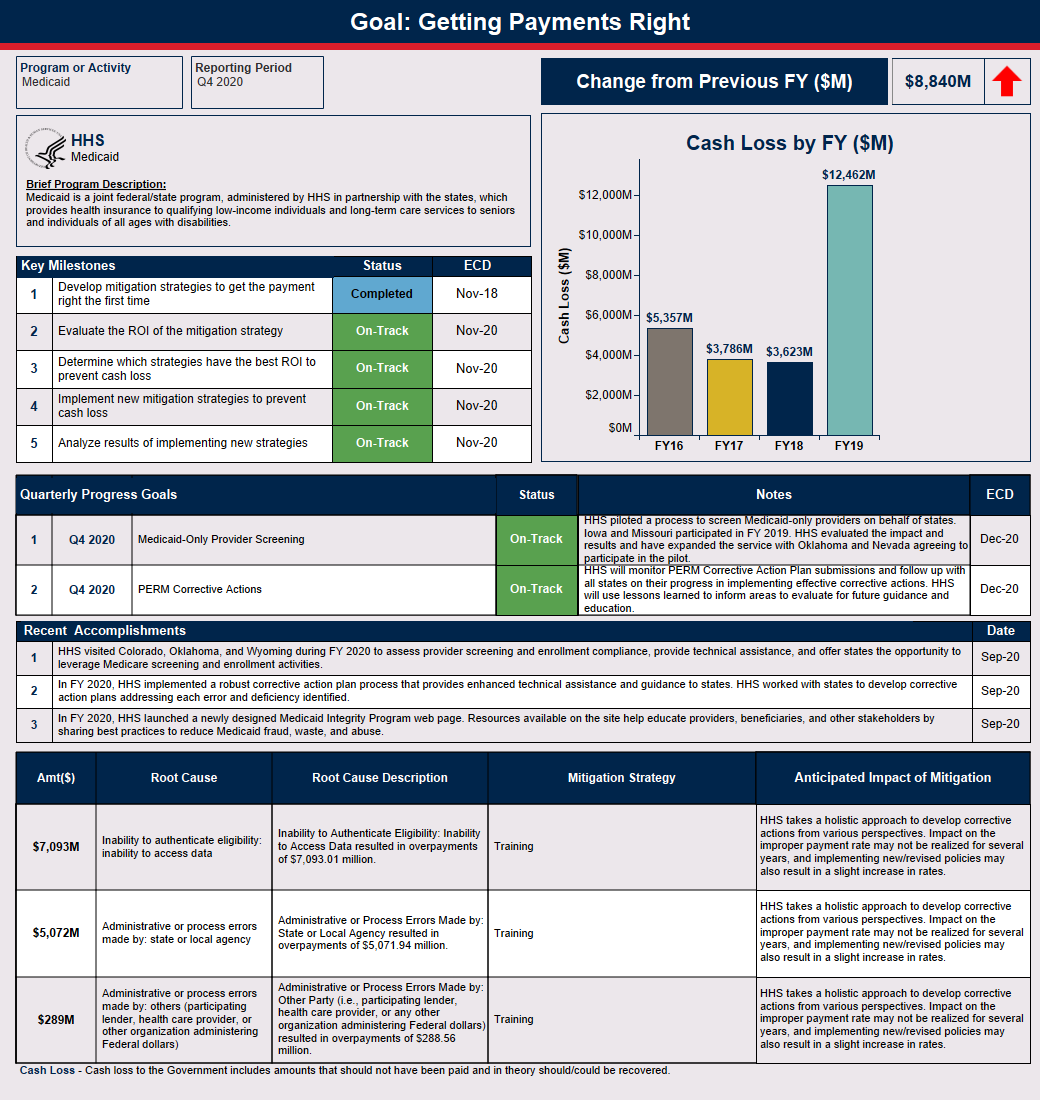 Goal: Getting Payments Right
Program or Activity
Medicaid
Reporting Period
Q4 2020
Change from Previous FY ($M)
$8,840M
HHS
Medicaid
Brief Program Description:
Medicaid is a joint federal/state program, administered by HHS in partnership with the states, which
provides health insurance to qualifying low-income individuals and long-term care services to seniors
and individuals of all ages with disabilities.
Cash Loss by FY ($M)
Cash Loss ($M)
$12,000M
$10,000M
$8,000M
$6,000M
$4,000M
$2,000M
$0M
$5,357M
$3,786M
$3,623M
$12,462M
FY16
FY17
FY18
FY19
Key Milestones
Status
ECD
1
Develop mitigation strategies to get the payment
right the first time
Completed
Nov-18
2
Evaluate the ROI of the mitigation strategy
On-Track
Nov-20
3
Determine which strategies have the best ROI to
prevent cash loss
On-Track
Nov-20
4
Implement new mitigation strategies to prevent
cash loss
On-Track
Nov-20
5
Analyze results of implementing new strategies
On-Track
Nov-20
Quarterly Progress Goals
Status
Notes
ECD
1
Q4 2020
Medicaid-Only Provider Screening
On-Track
HHS piloted a process to screen Medicaid-only providers on behalf of states.
Iowa and Missouri participated in FY 2019. HHS evaluated the impact and
results and have expanded the service with Oklahoma and Nevada agreeing to
participate in the pilot.
Dec-20
2
Q4 2020
PERM Corrective Actions
On-Track
HHS will monitor PERM Corrective Action Plan submissions and follow up with
all states on their progress in implementing effective corrective actions. HHS
will use lessons learned to inform areas to evaluate for future guidance and
education.
Dec-20
Recent Accomplishments
Date
1
HHS visited Colorado, Oklahoma, and Wyoming during FY 2020 to assess provider screening and enrollment compliance, provide technical assistance, and offer states the opportunity to
leverage Medicare screening and enrollment activities.
Sep-20
2
In FY 2020, HHS implemented a robust corrective action plan process that provides enhanced technical assistance and guidance to states. HHS worked with states to develop corrective
action plans addressing each error and deficiency identified.
Sep-20
3
In FY 2020, HHS launched a newly designed Medicaid Integrity Program web page. Resources available on the site help educate providers, beneficiaries, and other stakeholders by
sharing best practices to reduce Medicaid fraud, waste, and abuse.
Sep-20
Amt($)
Root Cause
Root Cause Description
Mitigation Strategy
Anticipated Impact of Mitigation
$7,093M
Inability to authenticate eligibility:
inability to access data
Inability to Authenticate Eligibility: Inability
to Access Data resulted in overpayments
of $7,093.01 million.
Training
HHS takes a holistic approach to develop corrective
actions from various perspectives. Impact on the
improper payment rate may not be realized for several
years, and implementing new/revised policies may
also result in a slight increase in rates.
$5,072M
Administrative or process errors
made by: state or local agency
Administrative or Process Errors Made by:
State or Local Agency resulted in
overpayments of $5,071.94 million.
Training
HHS takes a holistic approach to develop corrective
actions from various perspectives. Impact on the
improper payment rate may not be realized for several
years, and implementing new/revised policies may
also result in a slight increase in rates.
$289M
Administrative or process errors
made by: others (participating
lender, health care provider, or
other organization administering
Federal dollars)
Administrative or Process Errors Made by:
Other Party (i.e., participating lender,
health care provider, or any other
organization administering Federal dollars)
resulted in overpayments of $288.56
million.
Training
HHS takes a holistic approach to develop corrective
actions from various perspectives. Impact on the
improper payment rate may not be realized for several
years, and implementing new/revised policies may
also result in a slight increase in rates.
Cash Loss - Cash loss to the Government includes amounts that should not have been paid and in theory should/could be recovered.